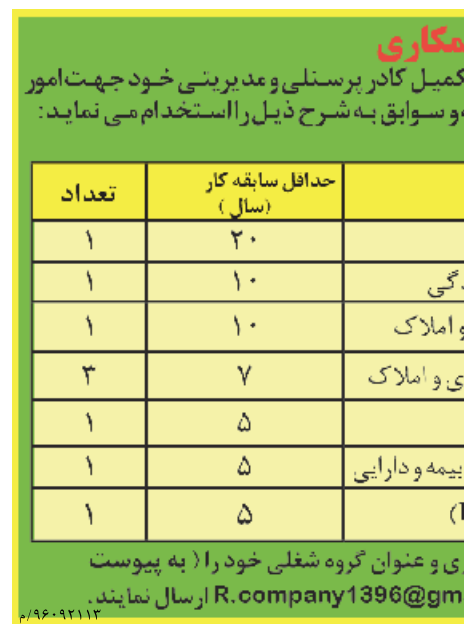 مکاری
کمیل کادر پرسنلی و مدیریتی خود جهت امور
و سوابق به شرح ذیل را استخدام می نماید:
حداقل سابقه کار (سال) تعداد
۲۰ ۱
دگی ۱۰ ۱
و املاک ۱۰ ۱
ی و املاک ۷ ۳
۵ ۱
بیمه و دارایی ۵ ۱
۵ ۱
ری و عنوان گروه شغلی خود را ( به پیوست
R.company1396@gm ارسال نمایند.
۹۶۰۹۲۱۱۳/م